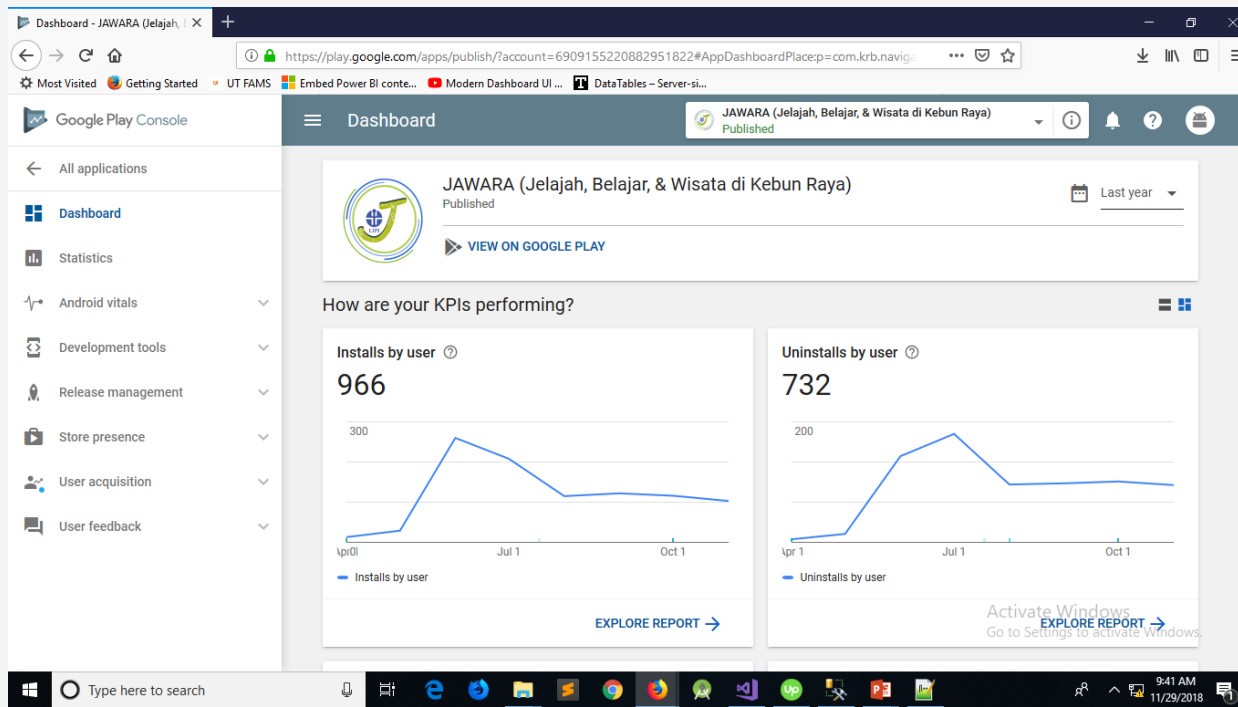 Dashboard - JAWARA (Jelajah, B
https://play.google.com/apps/publish/?account=6909155220882951822#AppDashboardPlace:p=com.krb.naviga
Most Visited Getting Started UT FAMS Embed Power BI conte... Modern Dashboard UI ... DataTables – Server-si...
Google Play Console
Dashboard
JAWARA (Jelajah, Belajar, & Wisata di Kebun Raya)
Published
All applications
Dashboard
Statistics
Android vitals
Development tools
Release management
Store presence
User acquisition
User feedback
JAWARA (Jelajah, Belajar, & Wisata di Kebun Raya)
Published
Last year
VIEW ON GOOGLE PLAY
LIPI
How are your KPIs performing?
Installs by user
966
300
Jul 1
Oct 1
Installs by user
EXPLORE REPORT
Uninstalls by user
732
200
Apr 1
Jul 1
Oct 1
Uninstalls by user
EXPLORE REPORT
Activate Windows
Go to Settings to activate Windows.
Type here to search
9:41 AM
11/29/2018